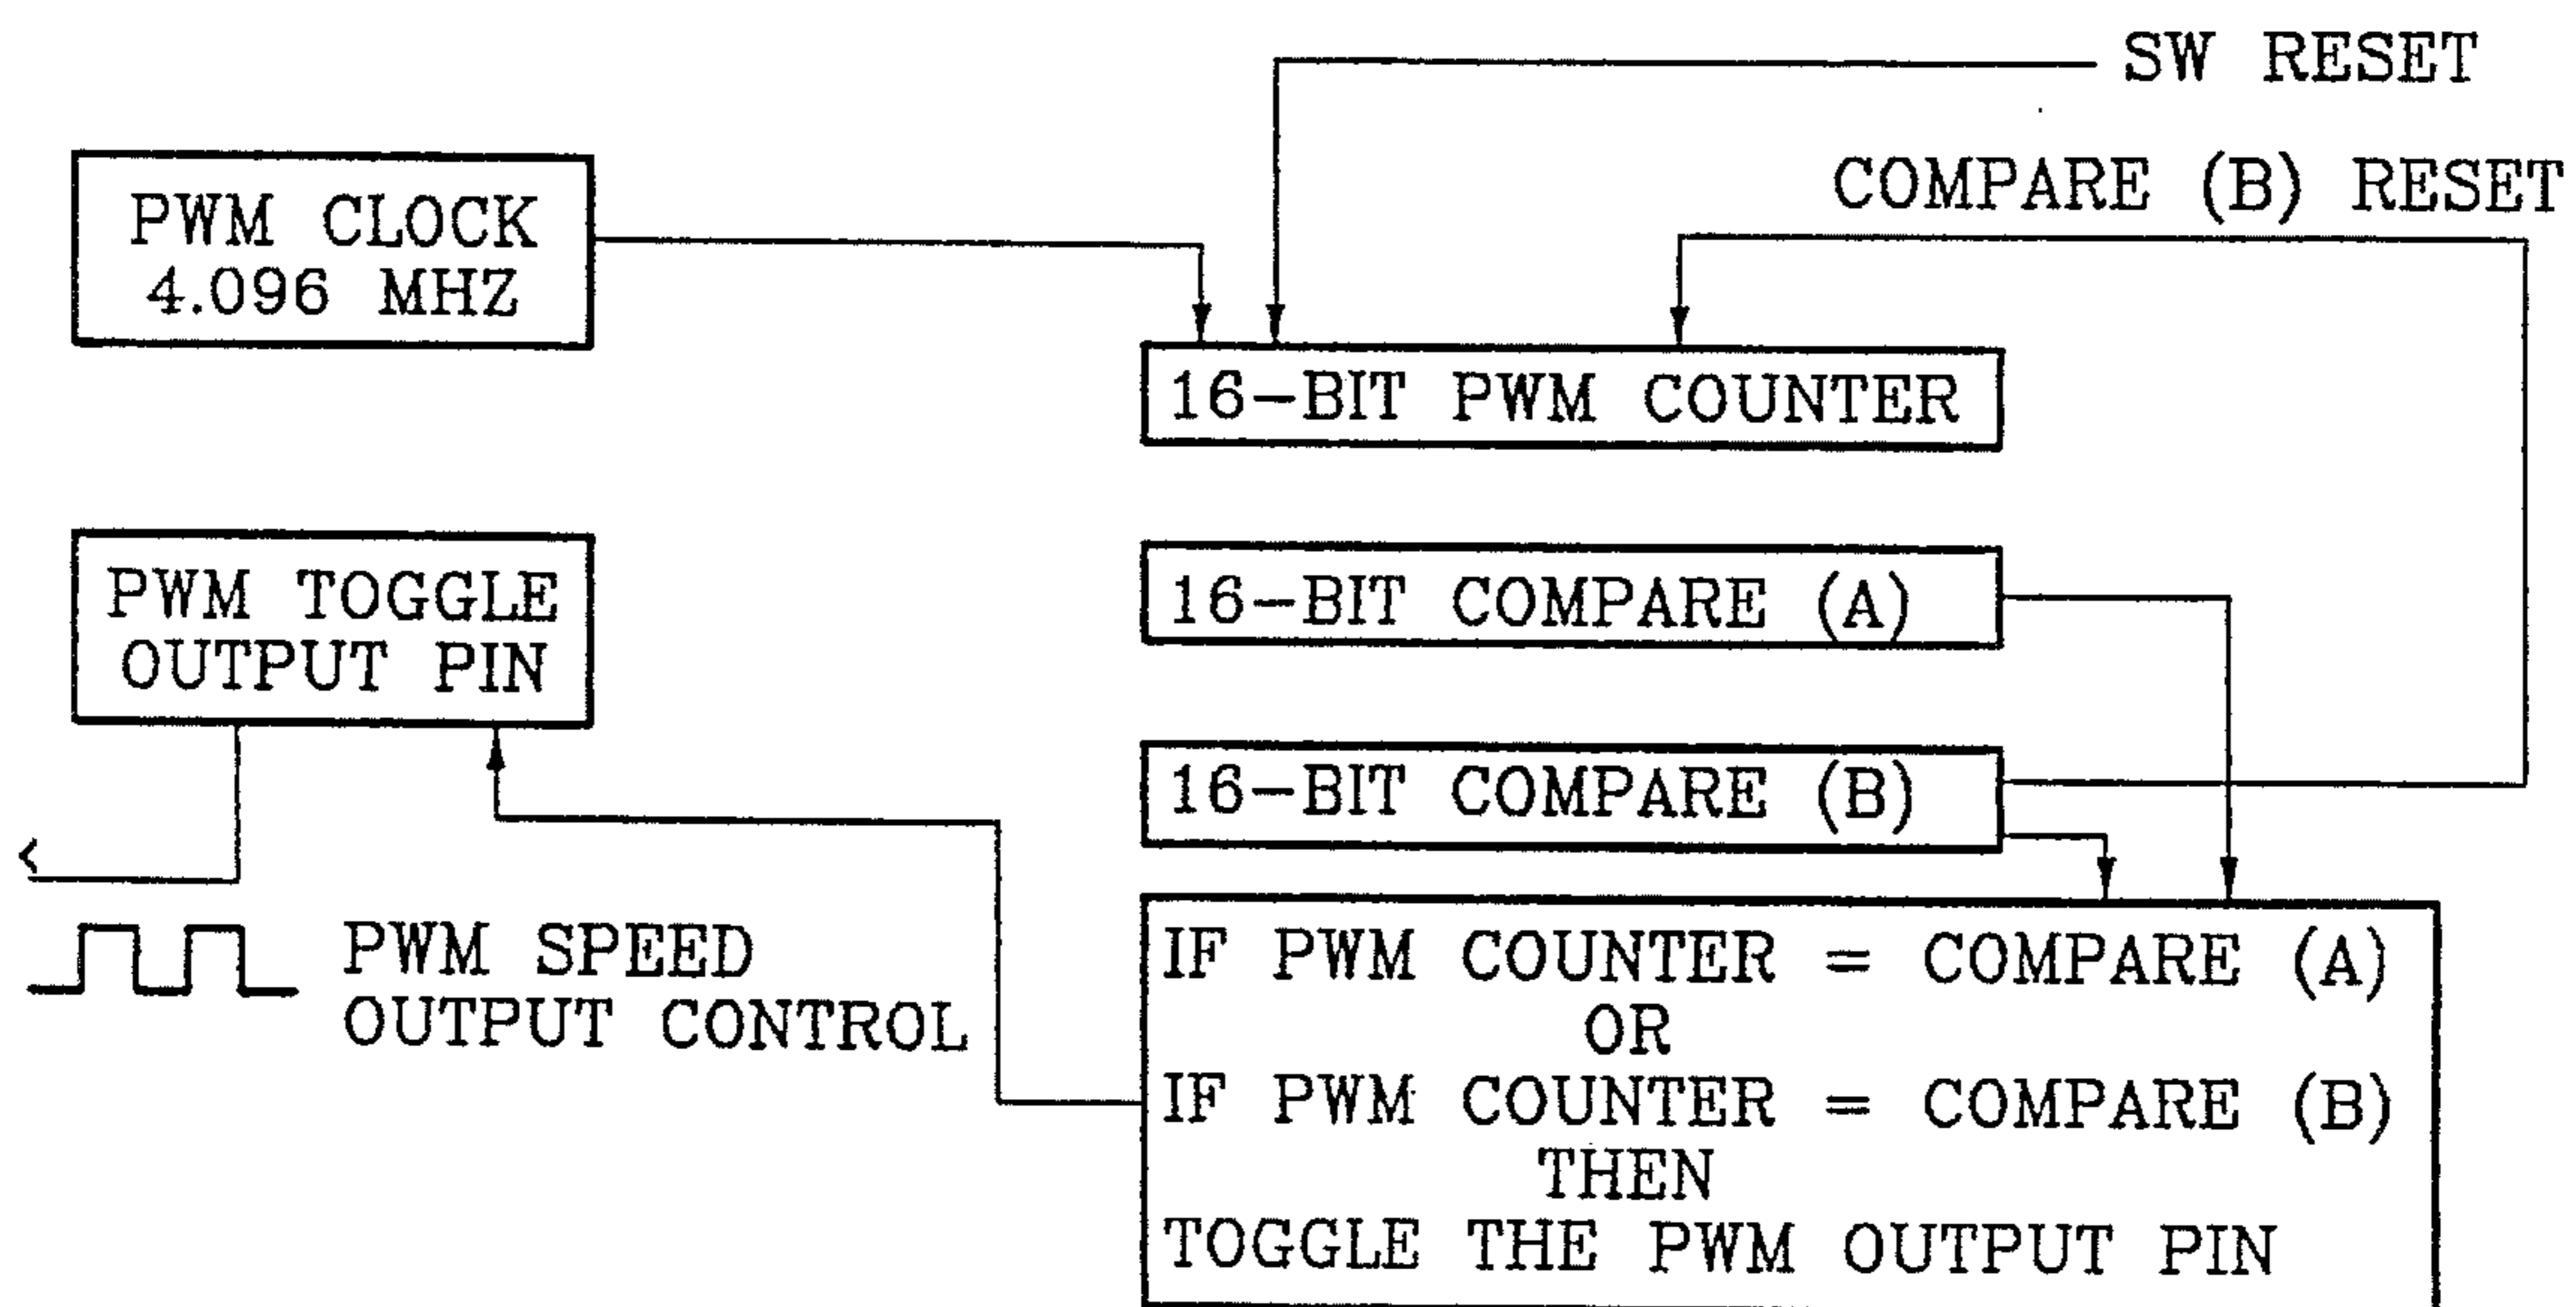 SW RESET
COMPARE (B) RESET
PWM CLOCK
4.096 MHZ
16-BIT PWM COUNTER
PWM TOGGLE
OUTPUT PIN
16-BIT COMPARE (A)
16-BIT COMPARE (B)
PWM SPEED
OUTPUT CONTROL
IF PWM COUNTER = COMPARE (A)
OR
IF PWM COUNTER = COMPARE (B)
THEN
TOGGLE THE PWM OUTPUT PIN